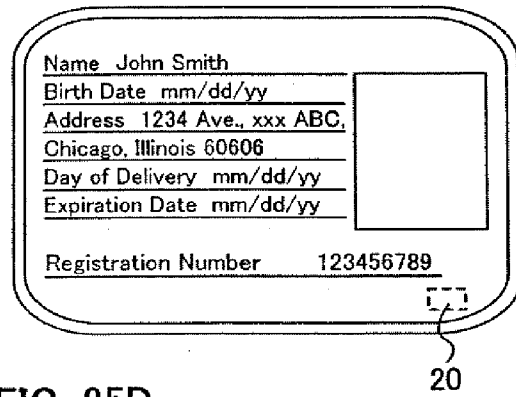 Name John Smith
Birth Date mm/dd/yy
Address 1234 Ave., xxx ABC,
Chicago, Illinois 60606
Day of Delivery mm/dd/yy
Expiration Date mm/dd/yy
Registration Number 123456789
20